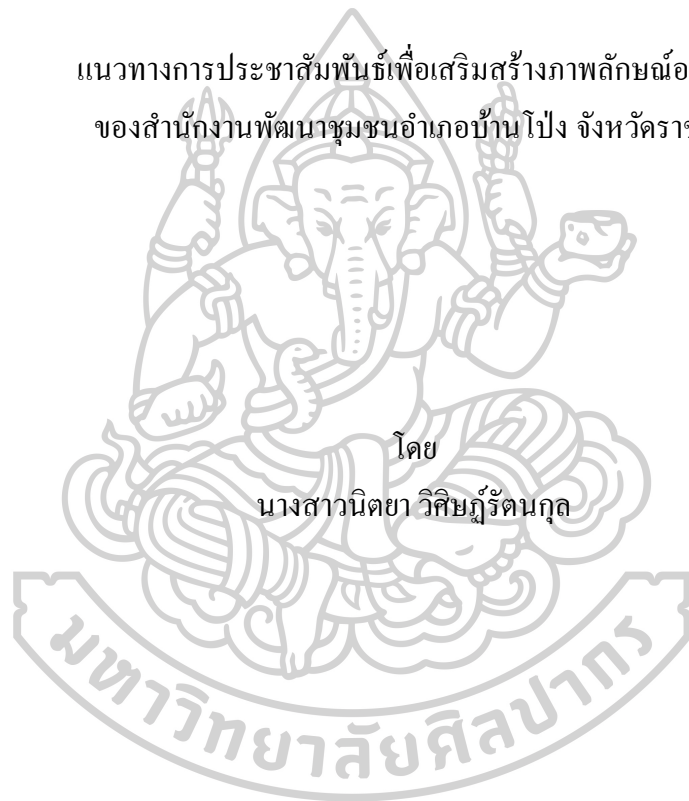 แนวทางการประชาสัมพันธ์เพื่อเสริมสร้างภาพลักษณ์อ
ของสำนักงานพัฒนาชุมชนอำเภอบ้านโป่ง จังหวัดราช
โดย
นางสาวนิตยา วิศิษฏ์รัตนกุล
มหาวิทยาลัยศิลปากร